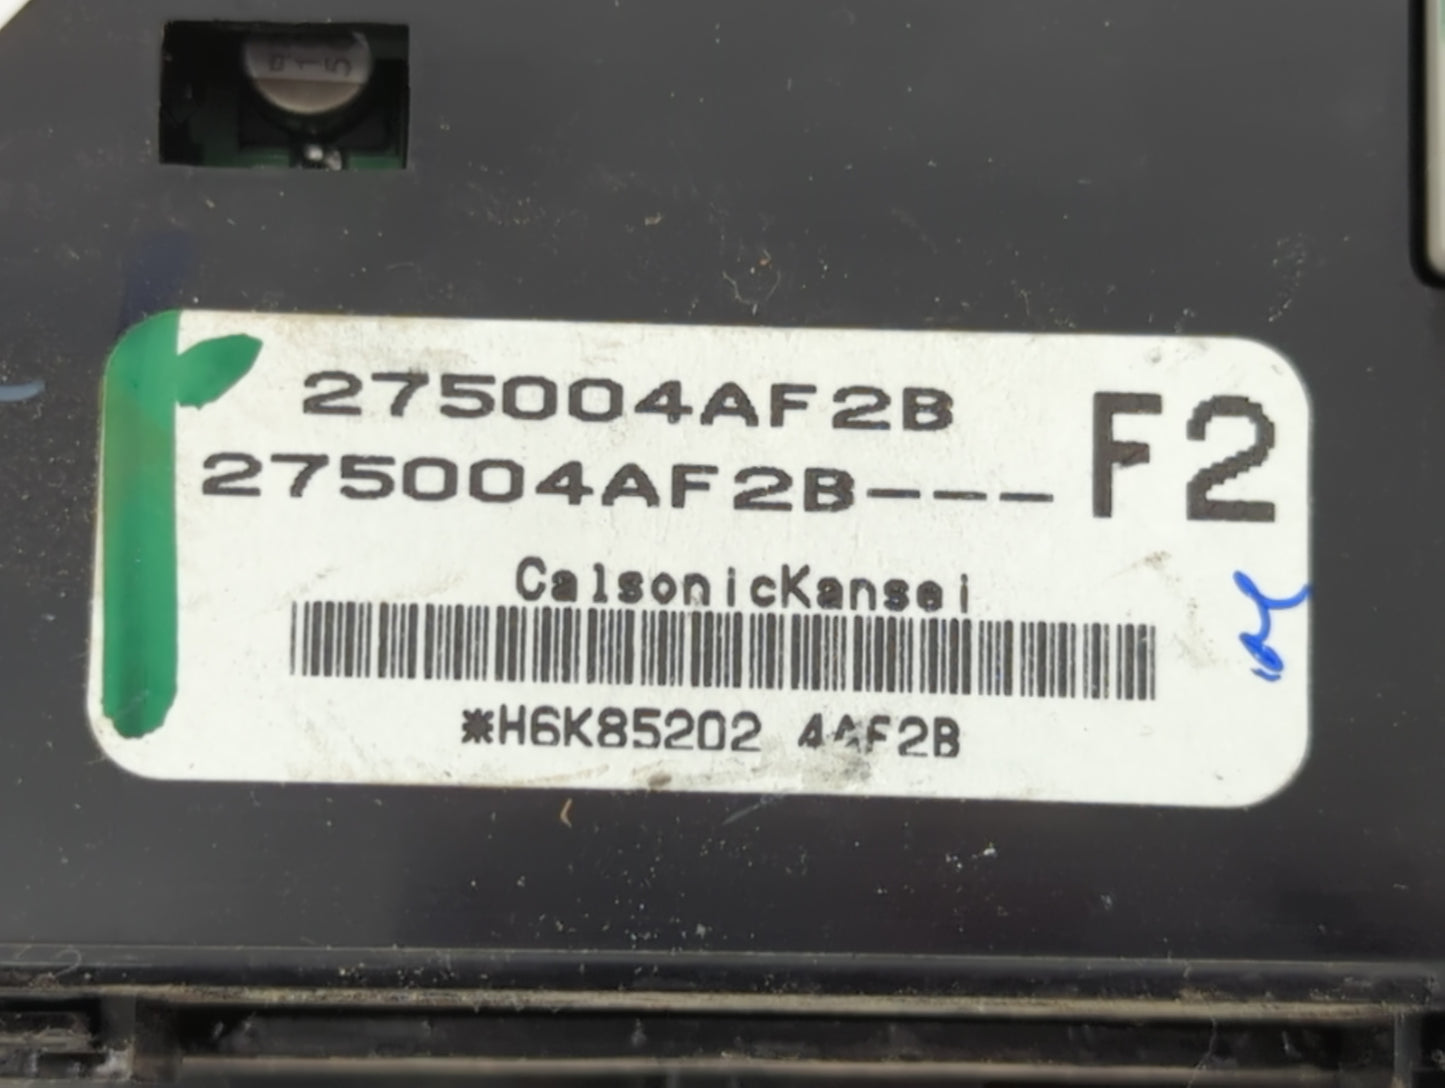 275004AF2B
275004AF2B---
F2
CalsonicKansei
*H6K85202 4AF2B